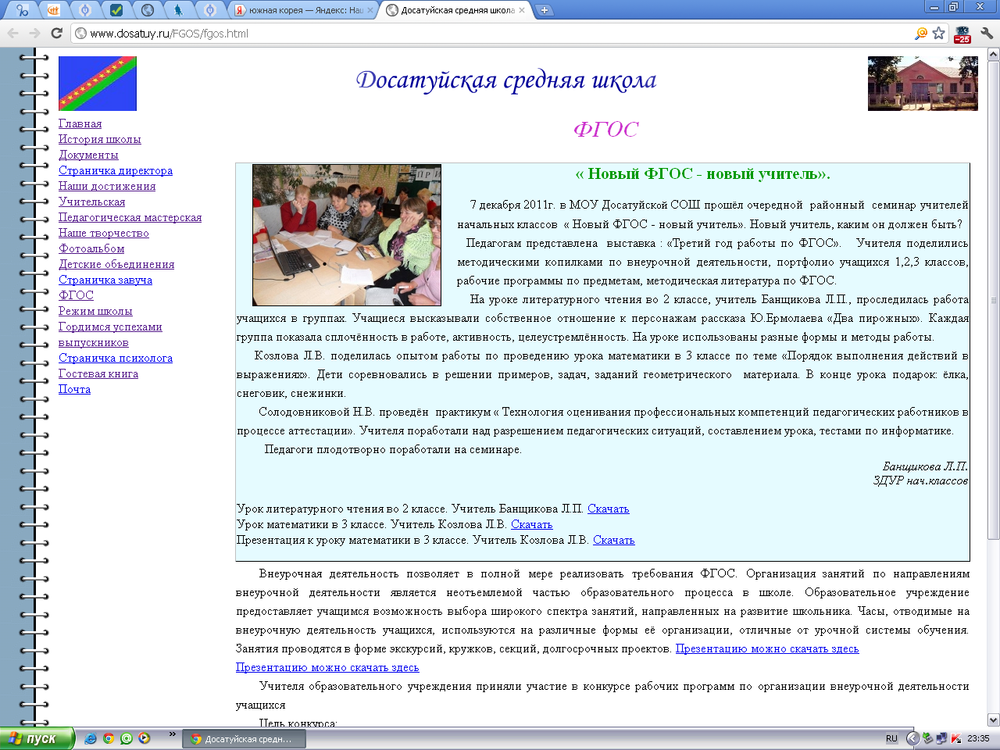 южная корея — Яндекс: Наш
Досатуйская средняя школа
www.dosatuy.ru/FGOS/fgos.html
-25
Досатуйская средняя школа
ФГОС
Главная
История школы
Документы
Страничка директора
Наши достижения
Учительская
Педагогическая мастерская
Наше творчество
Фотоальбом
Детские объединения
Страничка завуча
ФГОС
Режим школы
Гордимся успехами
выпускников
Страничка психолога
Гостевая книга
Почта
« Новый ФГОС - новый учитель».
7 декабря 2011г. в МОУ Досатуйской СОШ прошёл очередной районный семинар учителей
начальных классов « Новый ФГОС - новый учитель». Новый учитель, каким он должен быть?
Педагогам представлена выставка : «Третий год работы по ФГОС». Учителя поделились
методическими копилками по внеурочной деятельности, портфолио учащихся 1,2,3 классов,
рабочие программы по предметам, методическая литература по ФГОС.
На уроке литературного чтения во 2 классе, учитель Банщикова Л.П., проследилась работа
учащихся в группах. Учащиеся высказывали собственное отношение к персонажам рассказа Ю.Ермолаева «Два пирожных». Каждая
группа показала сплочённость в работе, активность, целеустремлённость. На уроке использованы разные формы и методы работы.
Козлова Л.В. поделилась опытом работы по проведению урока математики в 3 классе по теме «Порядок выполнения действий в
выражениях». Дети соревновались в решении примеров, задач, заданий геометрического материала. В конце урока подарок: ёлка,
снеговик, снежинки.
Солодовниковой Н.В. проведён практикум « Технология оценивания профессиональных компетенций педагогических работников в
процессе аттестации». Учителя поработали над разрешением педагогических ситуаций, составлением урока, тестами по информатике.
Педагоги плодотворно поработали на семинаре.
Банщикова Л.П.
ЗДУР нач.классов
Урок литературного чтения во 2 классе. Учитель Банщикова Л.П. Скачать
Урок математики в 3 классе. Учитель Козлова Л.В. Скачать
Презентация к уроку математики в 3 классе. Учитель Козлова Л.В. Скачать
Внеурочная деятельность позволяет в полной мере реализовать требования ФГОС. Организация занятий по направлениям
внеурочной деятельности является неотъемлемой частью образовательного процесса в школе. Образовательное учреждение
предоставляет учащимся возможность выбора широкого спектра занятий, направленных на развитие школьника. Часы, отводимые на
внеурочную деятельность учащихся, используются на различные формы её организации, отличные от урочной системы обучения.
Занятия проводятся в форме экскурсий, кружков, секций, долгосрочных проектов. Презентацию можно скачать здесь
Презентацию можно скачать здесь
Учителя образовательного учреждения приняли участие в конкурсе рабочих программ по организации внеурочной деятельности
учащихся
Цель конкурса:
пуск
Досатуйская средн...
RU
23:35